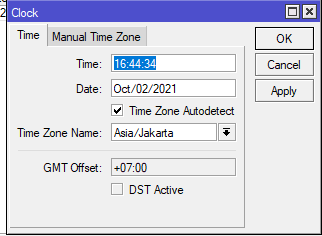 Clock
Time
Manual Time Zone
OK
Time: 16:44:34
Cancel
Date: Oct/02/2021
Apply
Time Zone Autodetect
Time Zone Name: Asia/Jakarta
GMT Offset: +07:00
DST Active